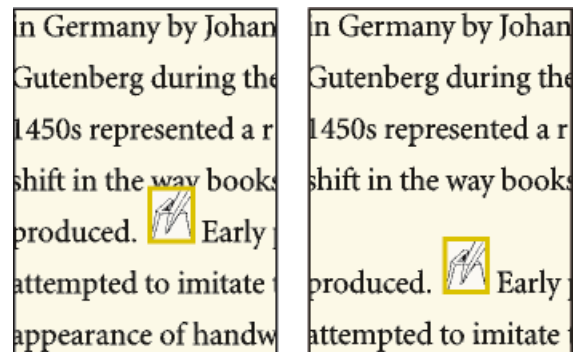 in Germany by Johan
Gutenberg during the
1450s represented a r
shift in the way books
produced. Early
attempted to imitate
appearance of handw
in Germany by Johan
Gutenberg during the
1450s represented a r
shift in the way books
produced. Early
attempted to imitate